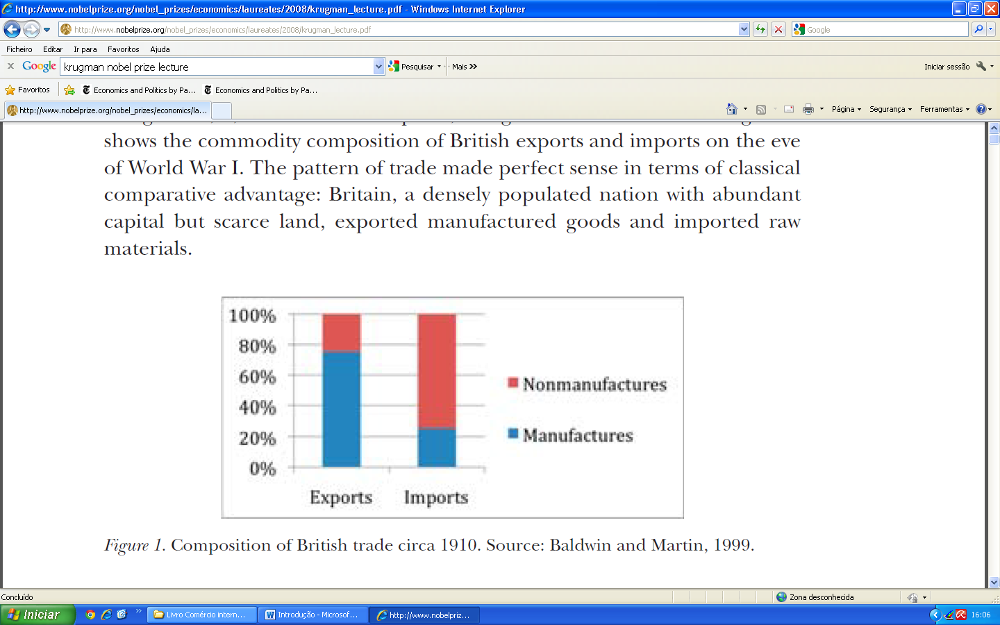 http://www.nobelprize.org/nobel_prizes/economics/laureates/2008/krugman_lecture.pdf - Windows Internet Explorer
http://www.nobelprize.org/nobel_prizes/economics/laureates/2008/krugman_lecture.pdf
Google
Ficheiro Editar Ir para Favoritos Ajuda
x Google krugman nobel prize lecture Pesquisar Mais >> Iniciar sessão
Favoritos Economics and Politics by Pa... Economics and Politics by Pa...
http://www.nobelprize.org/nobel_prizes/economics/la... Página Segurança Ferramentas
shows the commodity composition of British exports and imports on the eve
of World War I. The pattern of trade made perfect sense in terms of classical
comparative advantage: Britain, a densely populated nation with abundant
capital but scarce land, exported manufactured goods and imported raw
materials.
100%
80%
60%
40%
20%
0%
Exports Imports
Nonmanufactures
Manufactures
Figure 1. Composition of British trade circa 1910. Source: Baldwin and Martin, 1999.
Concluído Zona desconhecida
Iniciar Livro Comércio intern... Introdução - Microsof... http://www.nobelpriz... 16:06